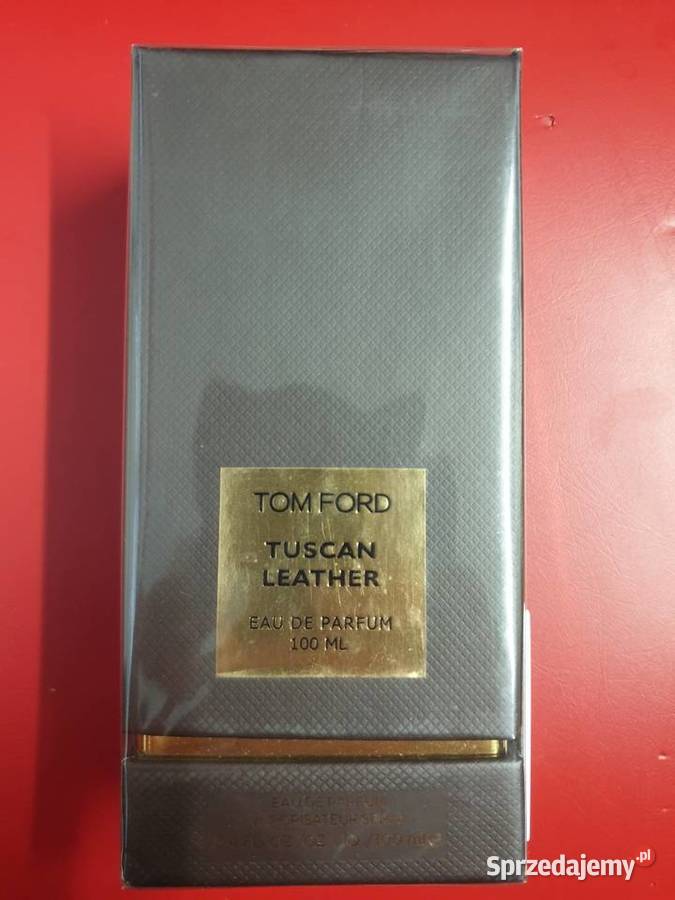 TOM FORD
TUSCAN
LEATHER
EAU DE PARFUM
100 ML
EAU DE PARFUM
Sprzedajemy.pl